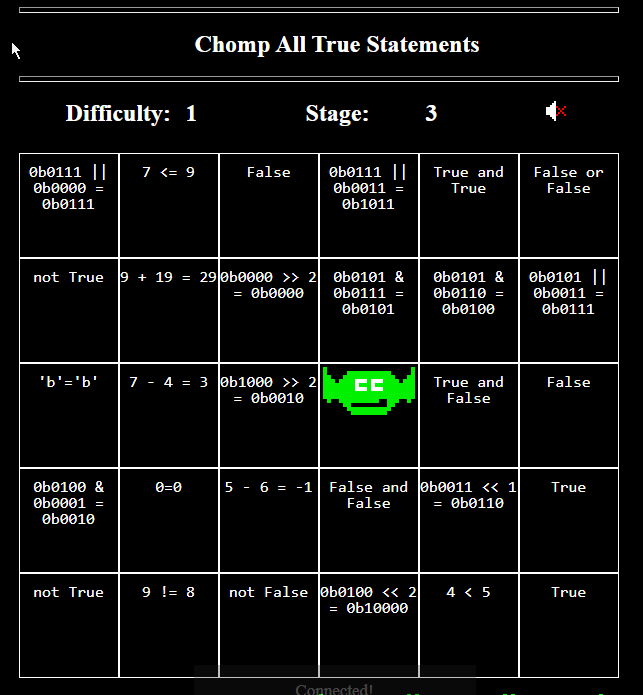 Chomp All True Statements
Difficulty: 1 Stage: 3
0b0111 ||
0b0000 =
0b0111
7 <= 9
False
0b0111 ||
0b0011 =
0b1011
True and
True
False or
False
not True
9 + 19 = 29
0b0000 >> 2
= 0b0000
0b0101 &
0b0111 =
0b0101
0b0101 &
0b0110 =
0b0100
0b0101 ||
0b0011 =
0b0111
'b'='b'
7 - 4 = 3
0b1000 >> 2
= 0b0010
True and
False
False
0b0100 &
0b0001 =
0b0010
0=0
5 - 6 = -1
False and
False
0b0011 << 1
= 0b0110
True
not True
9 != 8
not False
0b0100 << 2
= 0b10000
4 < 5
True
Connected!